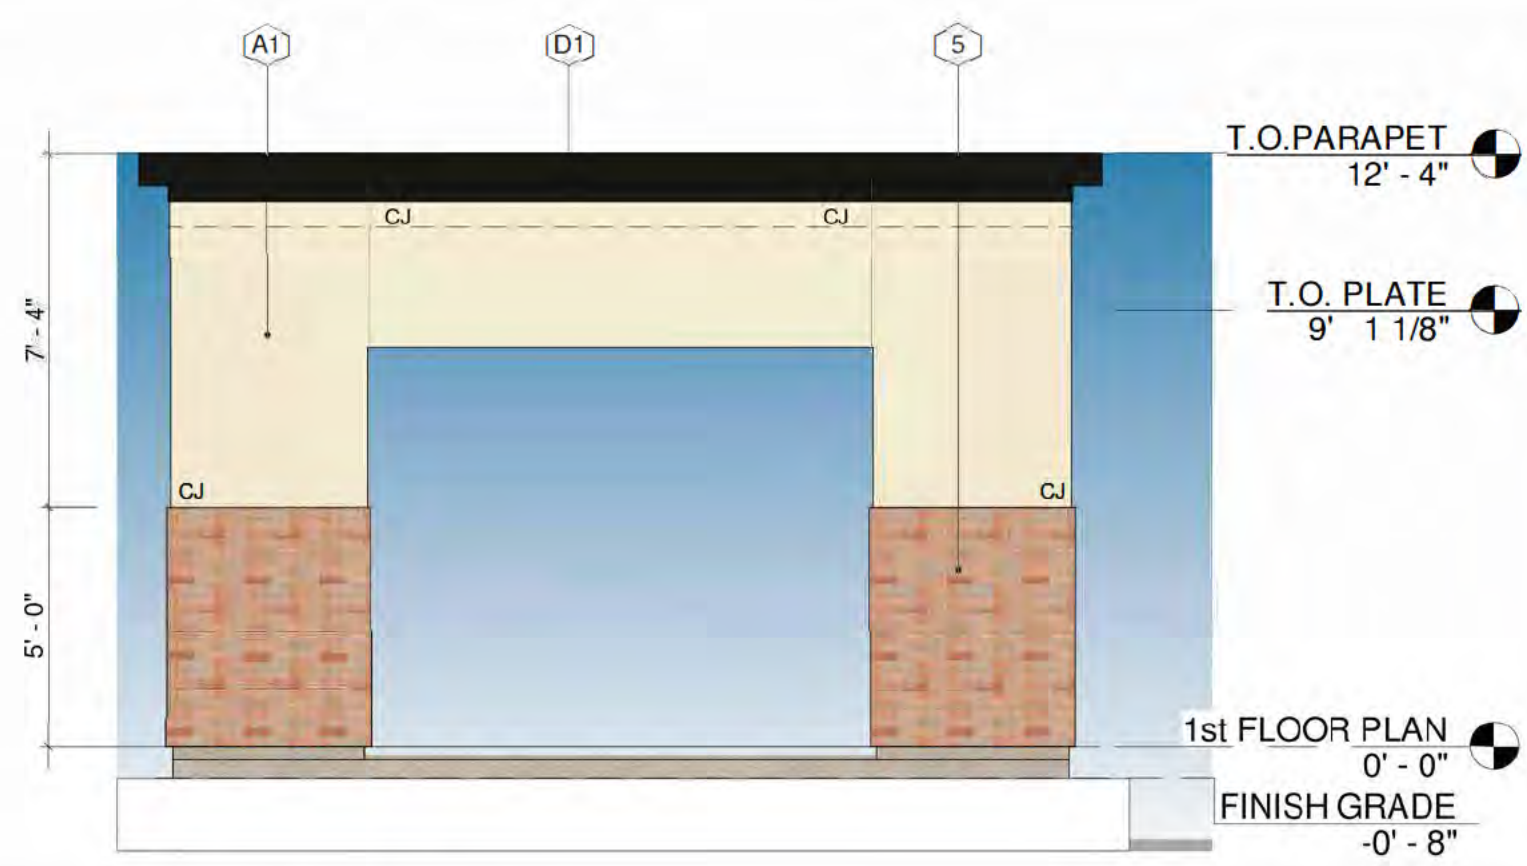 A1
D1
5
T.O.PARAPET
12' - 4"
CJ
CJ
T.O. PLATE
9' 1 1/8"
7' - 4"
CJ
CJ
5' - 0"
1st FLOOR PLAN
0' - 0"
FINISH GRADE
-0' - 8"